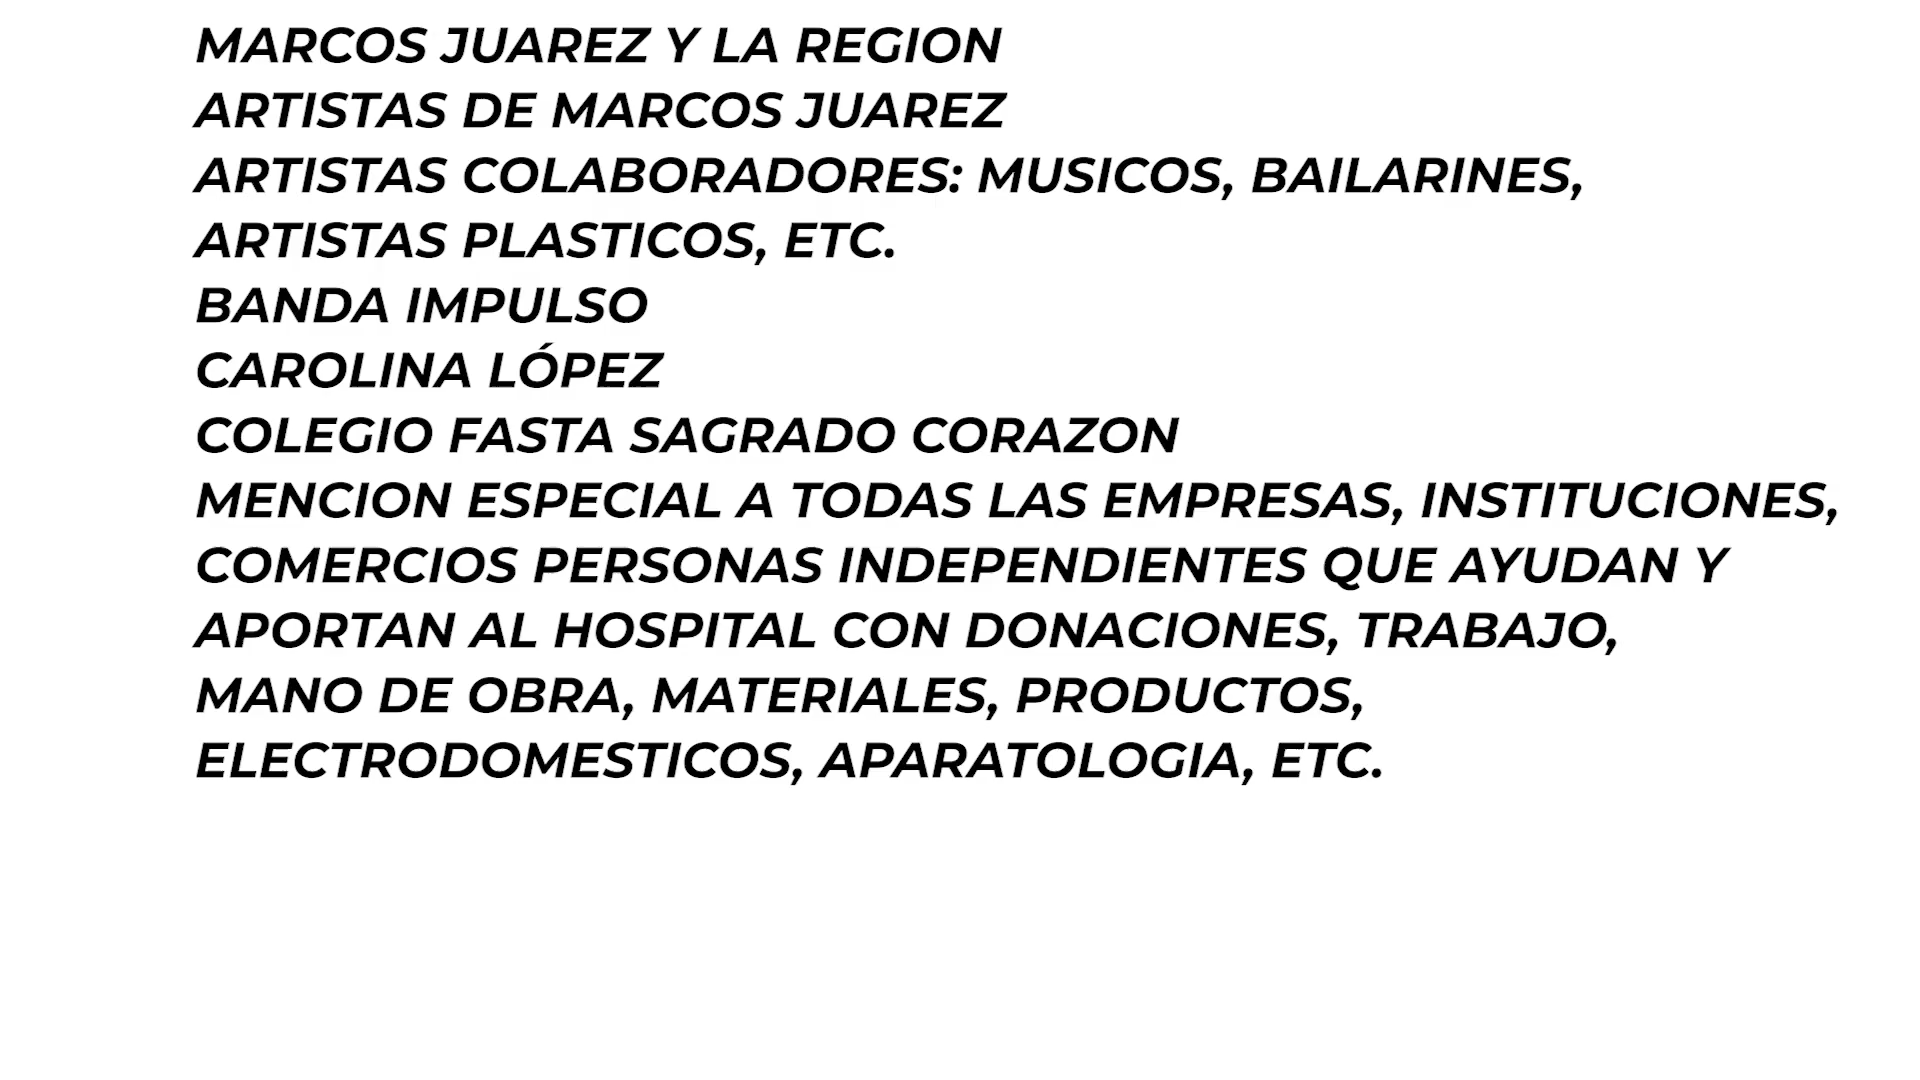 MARCOS JUAREZ Y LA REGION
ARTISTAS DE MARCOS JUAREZ
ARTISTAS COLABORADORES: MUSICOS, BAILARINES,
ARTISTAS PLASTICOS, ETC.
BANDA IMPULSO
CAROLINA LÓPEZ
COLEGIO FASTA SAGRADO CORAZON
MENCION ESPECIAL A TODAS LAS EMPRESAS, INSTITUCIONES,
COMERCIOS PERSONAS INDEPENDIENTES QUE AYUDAN Y
APORTAN AL HOSPITAL CON DONACIONES, TRABAJO,
MANO DE OBRA, MATERIALES, PRODUCTOS,
ELECTRODOMESTICOS, APARATOLOGIA, ETC.